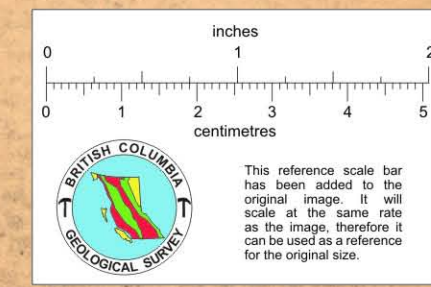 inches
0 1 2
0 1 2 3 4 5
centimetres
BRITISH COLUMBIA
GEOLOGICAL SURVEY
This reference scale bar
has been added to the
original image. It will
scale at the same rate
as the image, therefore it
can be used as a reference
for the original size.